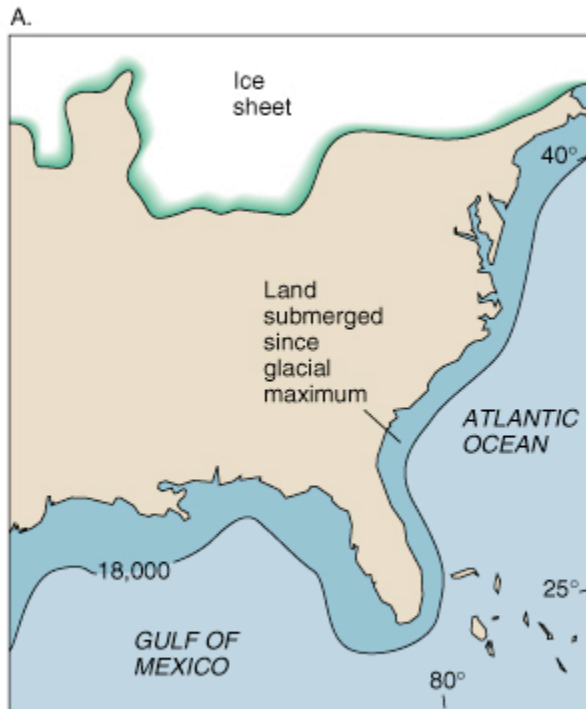 A.
Ice
sheet
40°
Land
submerged
since
glacial
maximum
ATLANTIC
OCEAN
18,000
25°
GULF OF
MEXICO
80°